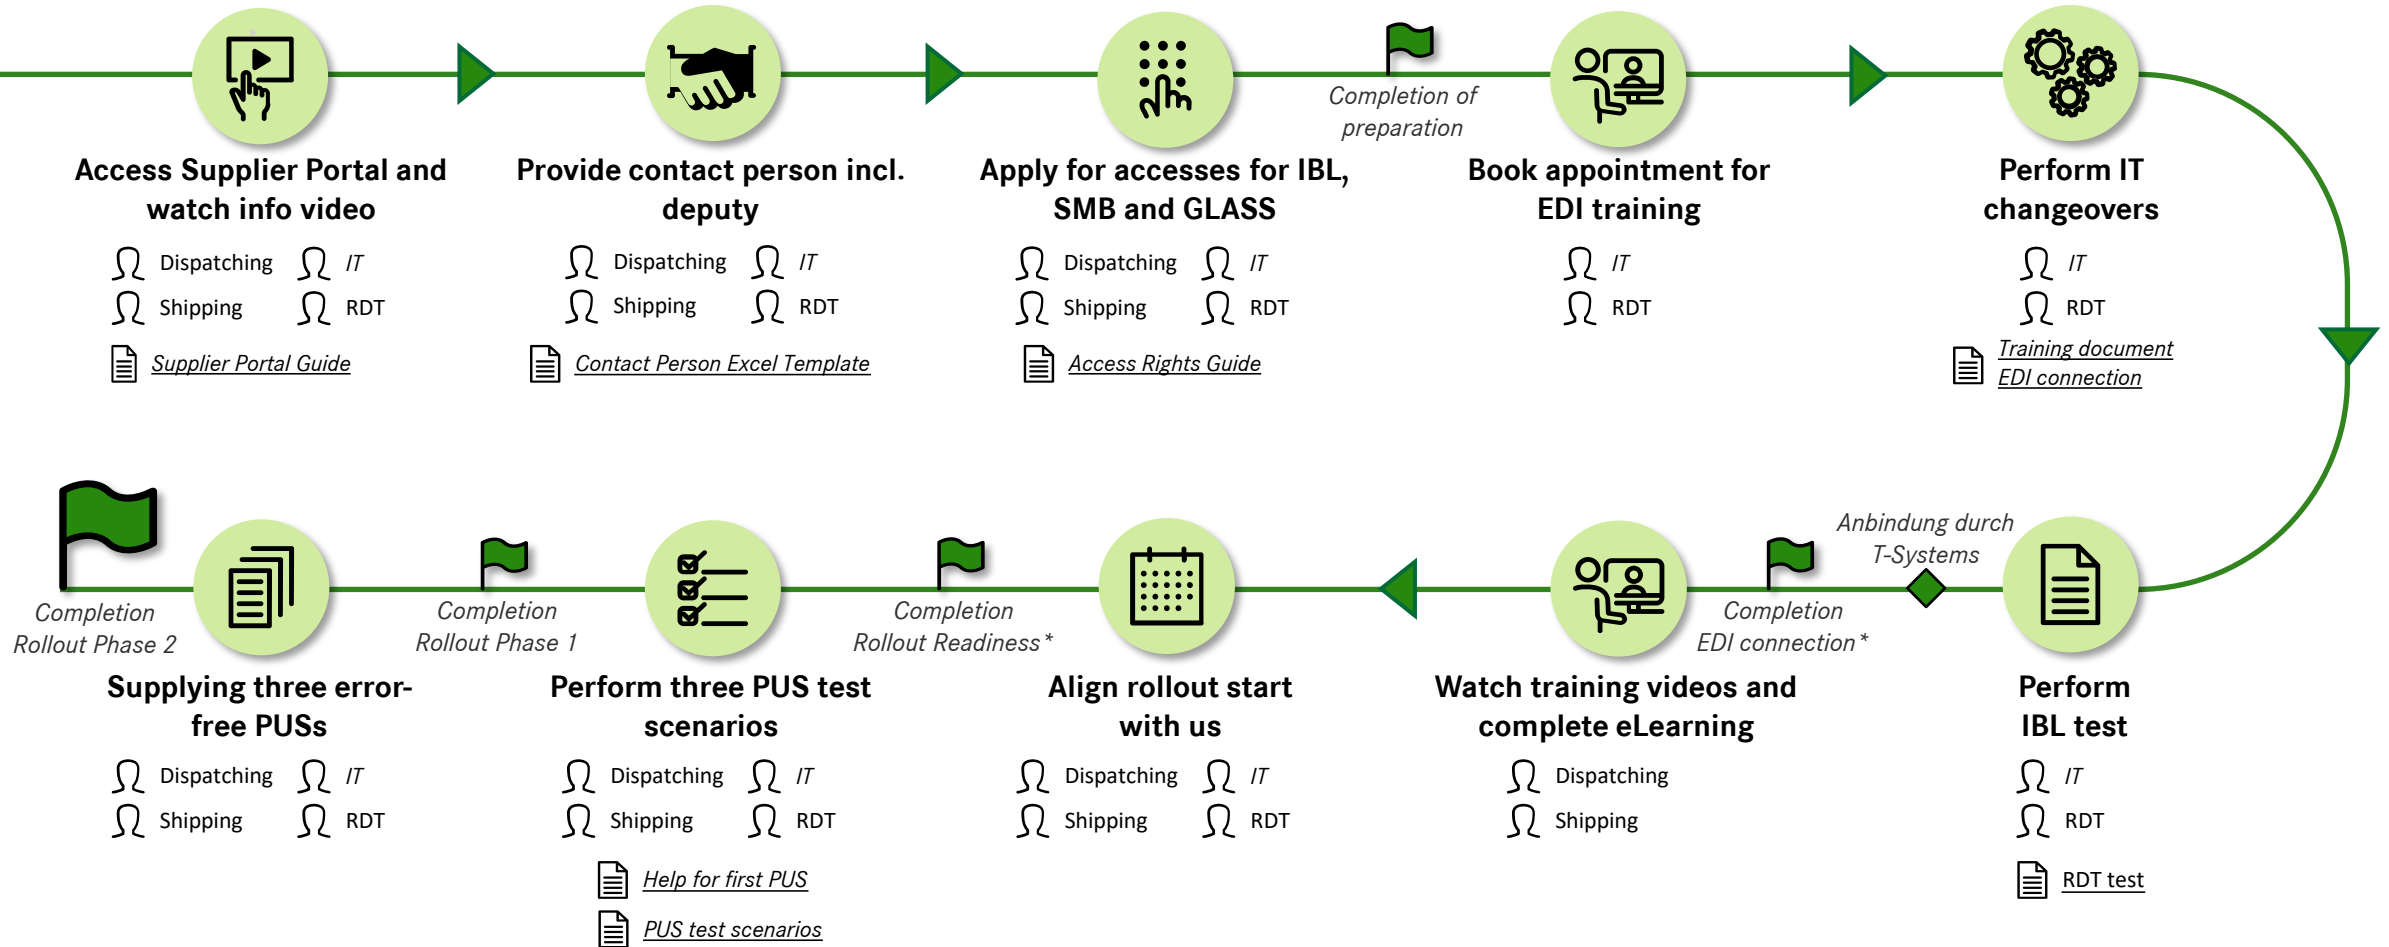 Completion of
preparation
Access Supplier Portal and
watch info video
Dispatching IT
Shipping RDT
Supplier Portal Guide
Provide contact person incl.
deputy
Dispatching IT
Shipping RDT
Contact Person Excel Template
Apply for accesses for IBL,
SMB and GLASS
Dispatching IT
Shipping RDT
Access Rights Guide
Book appointment for
EDI training
IT
RDT
Perform IT
changeovers
IT
RDT
Training document
EDI connection
Anbindung durch
T-Systems
Completion
EDI connection*
Completion
Rollout Readiness*
Completion
Rollout Phase 1
Completion
Rollout Phase 2
Supplying three error-
free PUSs
Dispatching IT
Shipping RDT
Perform three PUS test
scenarios
Dispatching IT
Shipping RDT
Help for first PUS
PUS test scenarios
Align rollout start
with us
Dispatching IT
Shipping RDT
Watch training videos and
complete eLearning
Dispatching
Shipping
Perform
IBL test
IT
RDT
RDT test